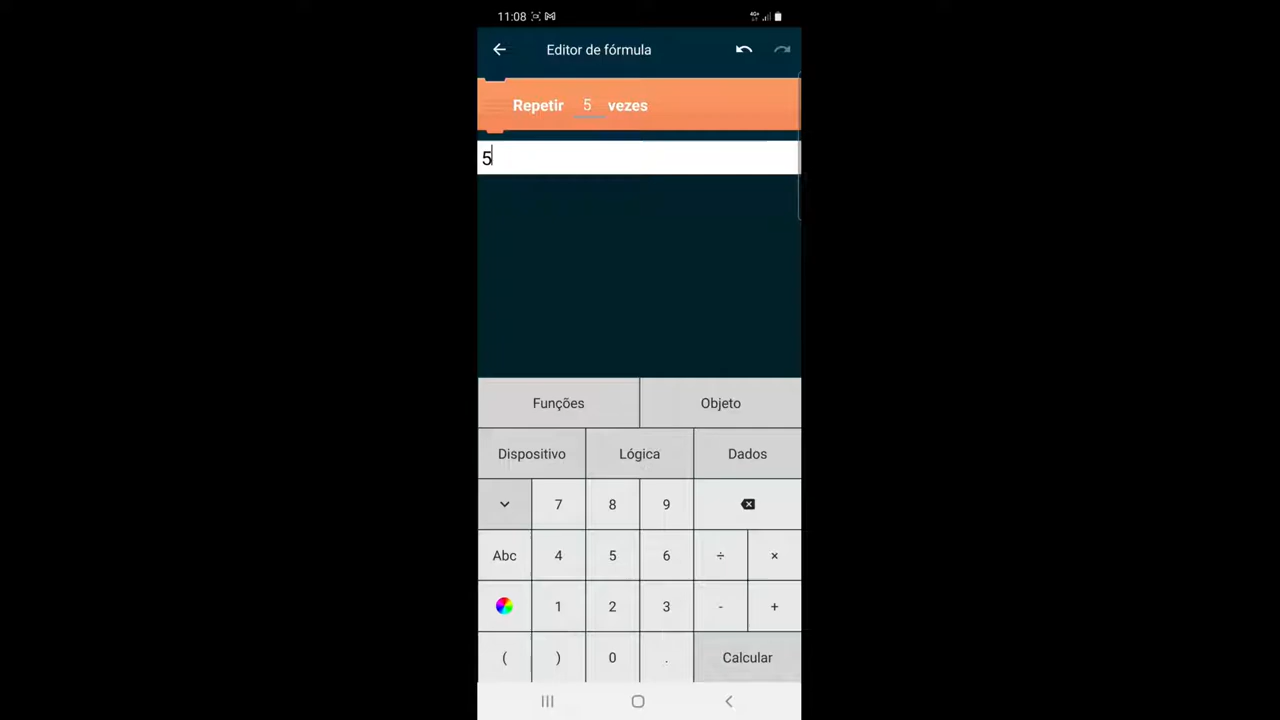 11:08 4G+
Editor de fórmula
Repetir 5 vezes
5
Funções Objeto
Dispositivo Lógica Dados
7 8 9
Abc 4 5 6 ÷ ×
1 2 3 - +
( ) 0 . Calcular